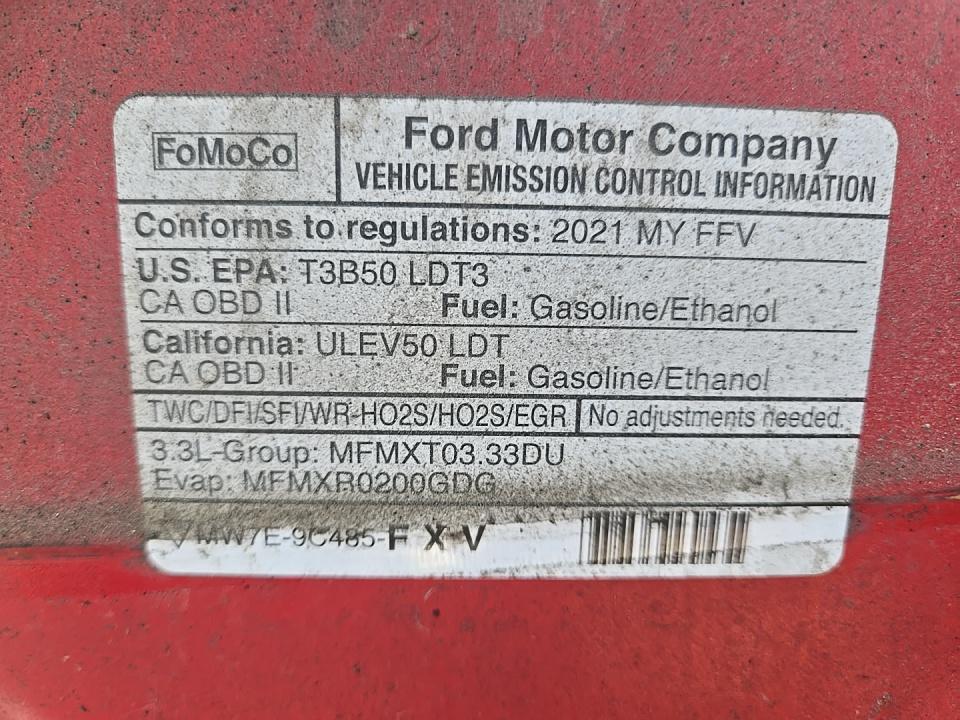 FoMoCo
Ford Motor Company
VEHICLE EMISSION CONTROL INFORMATION
Conforms to regulations: 2021 MY FFV
U.S. EPA: T3B50 LDT3
CA OBD II Fuel: Gasoline/Ethanol
California: ULEV50 LDT
CA OBD II Fuel: Gasoline/Ethanol
TWC/DFI/SFI/WR-HO2S/HO2S/EGR No adjustments needed.
3.3L-Group: MFMXT03.33DU
Evap: MFMXR0200GDG
MW7E-9C485-F X V